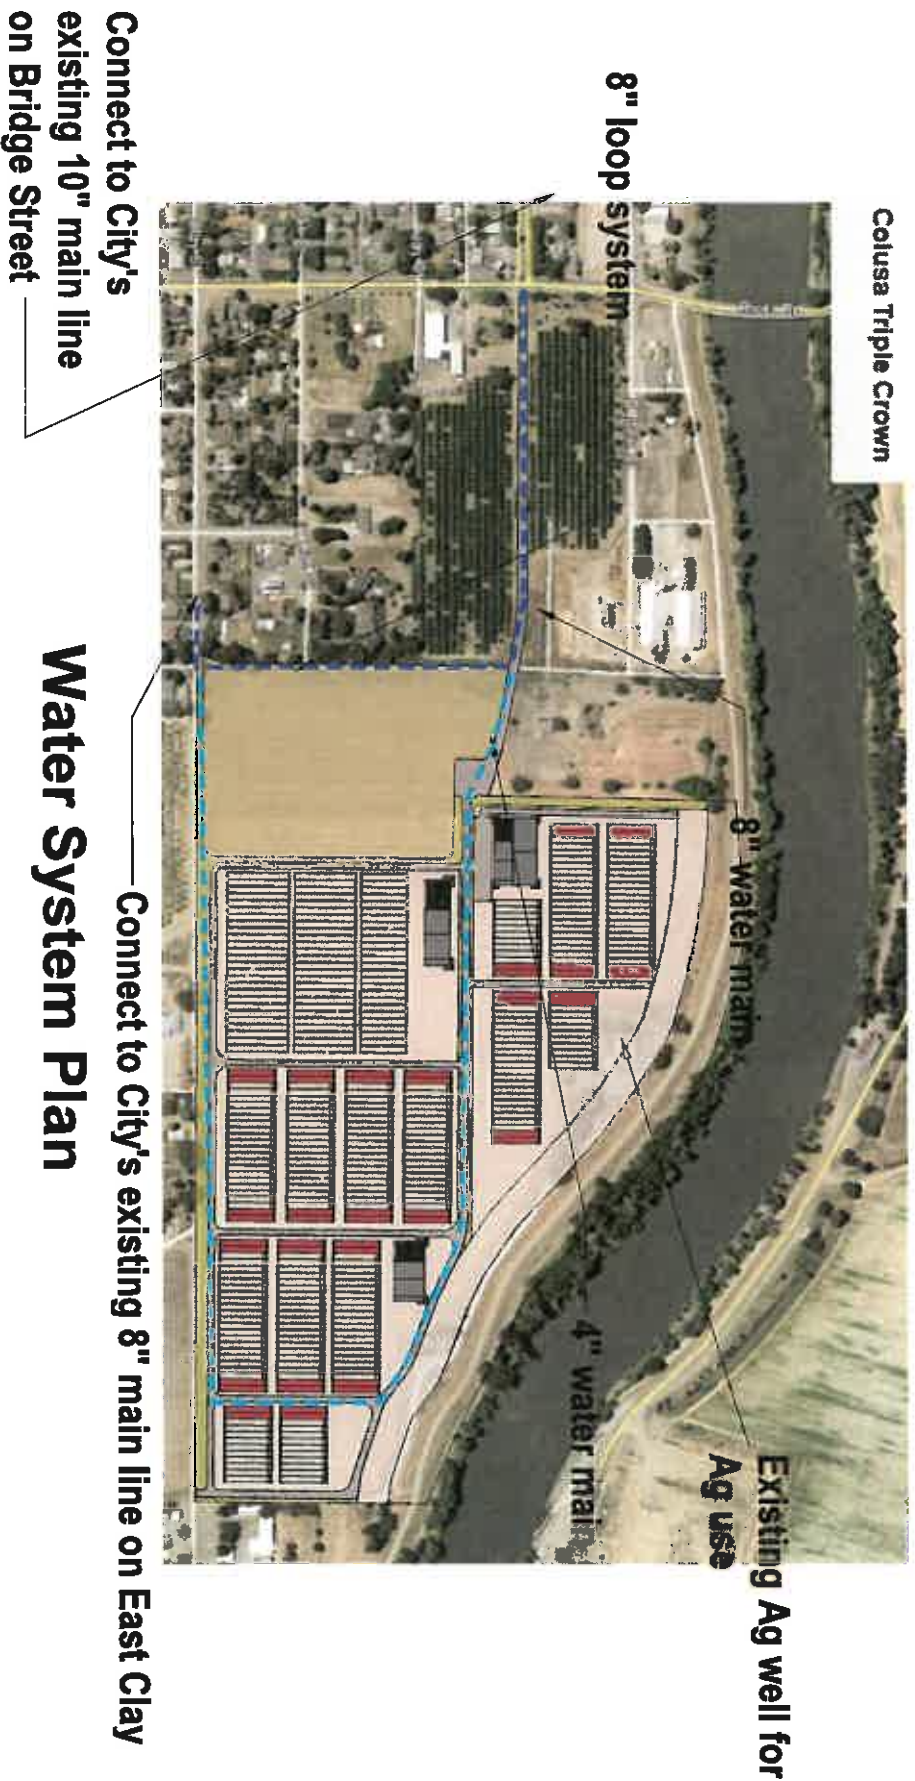 Colusa Triple Crown
8" loop system
8" water main
Existing Ag well for
Ag use
4" water main
Connect to City's
existing 10" main line
on Bridge Street
Connect to City's existing 8" main line on East Clay
Water System Plan